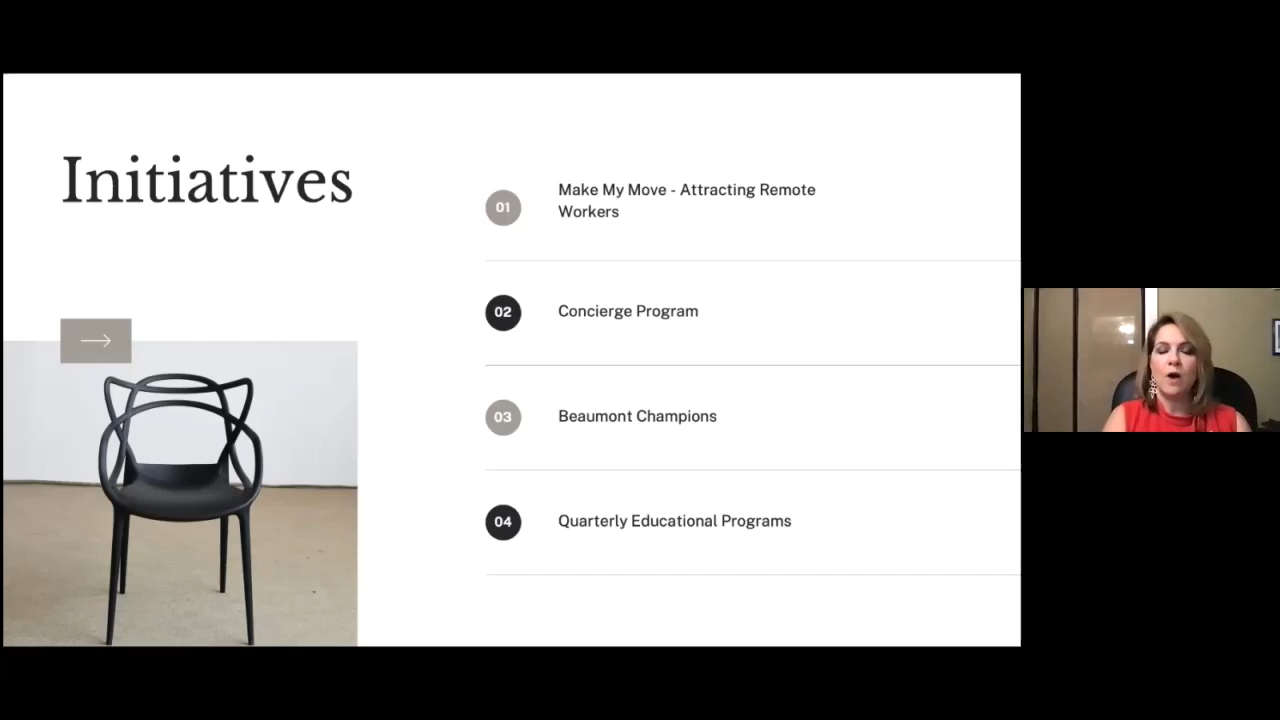 Initiatives
01
Make My Move - Attracting Remote
Workers
02
Concierge Program
03
Beaumont Champions
04
Quarterly Educational Programs